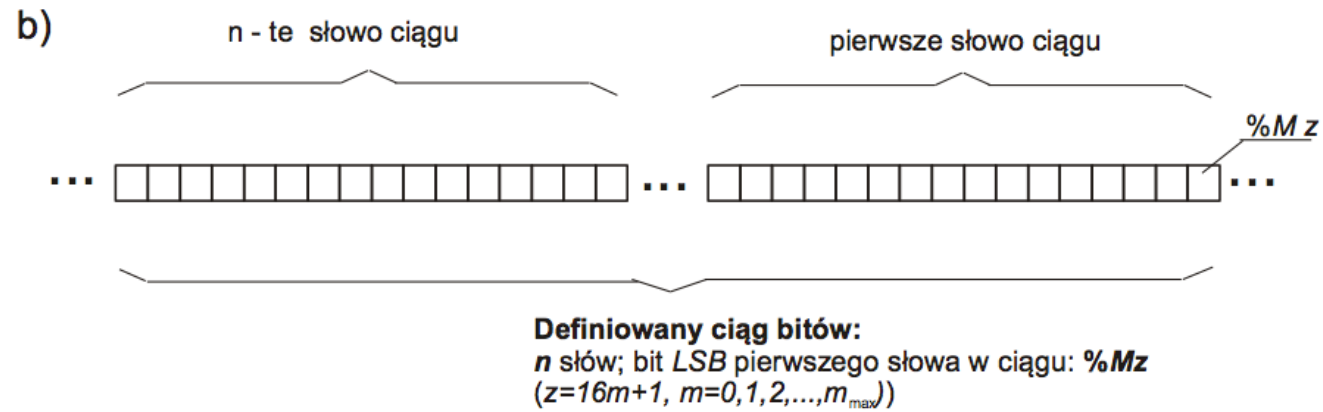 b)
n - te słowo ciągu
pierwsze słowo ciągu
%M z
... ... ...
Definiowany ciąg bitów:
n słów; bit LSB pierwszego słowa w ciągu: %Mz
(z=16m+1, m=0,1,2,...,mmax))